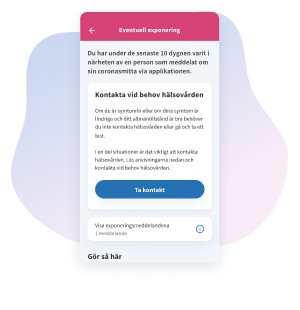 Eventuell exponering
Du har under de senaste 10 dygnen varit i
närheten av en person som meddelat om
sin coronasmitta via applikationen.
Kontakta vid behov hälsovården
Om du är symtomfri eller om dina symtom är
lindriga och ditt allmäntillstånd är bra behöver
du inte kontakta hälsovården eller gå och ta ett
test.
I en del situationer är det viktigt att kontakta
hälsovården. Läs anvisningarna nedan och
kontakta vid behov hälsovården.
Ta kontakt
Visa exponeringsmeddelandena
1 meddelande
Gör så här